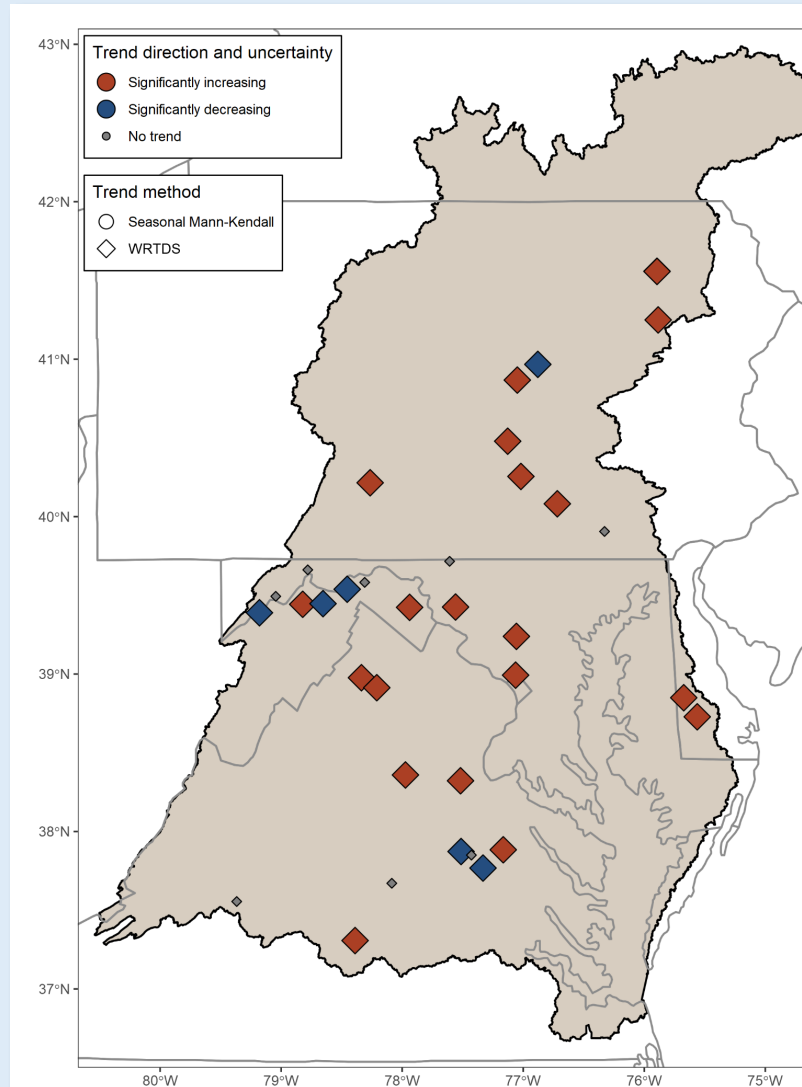 Trend direction and uncertainty
Significantly increasing
Significantly decreasing
No trend
Trend method
Seasonal Mann-Kendall
WRTDS
43°N
42°N
41°N
40°N
39°N
38°N
37°N
80°W
79°W
78°W
77°W
76°W
75°W